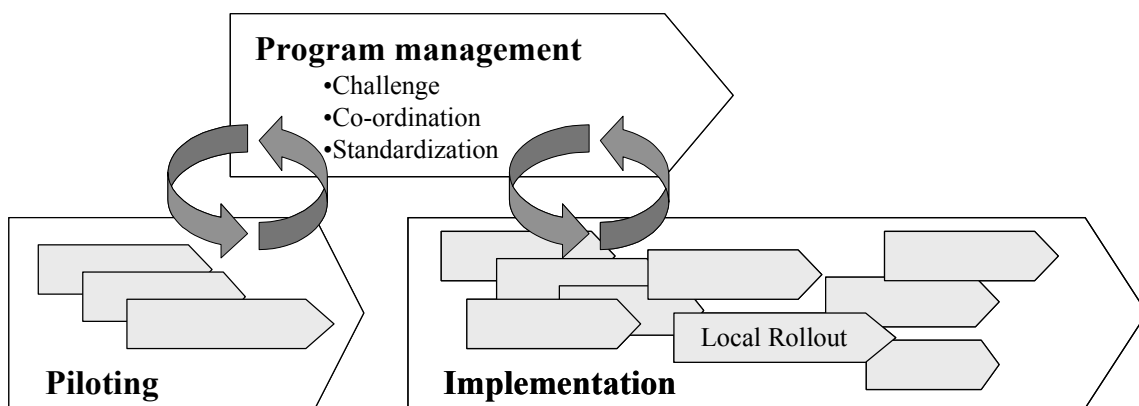 Program management
•Challenge
•Co-ordination
•Standardization
Local Rollout
Piloting
Implementation